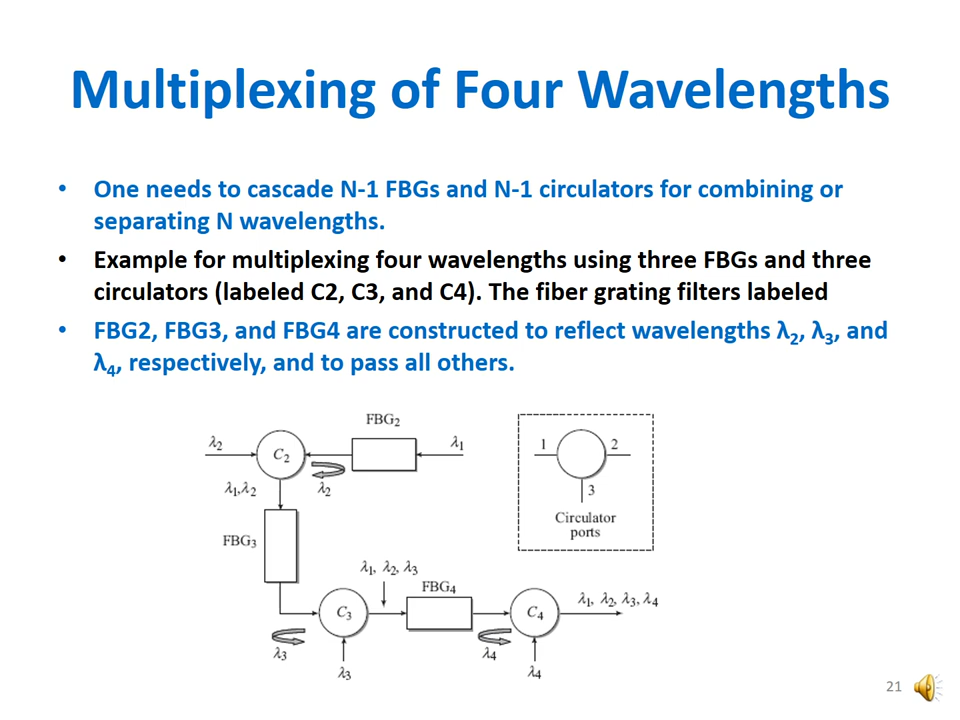 Multiplexing of Four Wavelengths
• One needs to cascade N-1 FBGs and N-1 circulators for combining or
separating N wavelengths.
• Example for multiplexing four wavelengths using three FBGs and three
circulators (labeled C2, C3, and C4). The fiber grating filters labeled
• FBG2, FBG3, and FBG4 are constructed to reflect wavelengths λ₂, λ₃, and
λ₄, respectively, and to pass all others.
FBG₂
λ₂
C₂
λ₁
λ₁,λ₂
λ₂
1
2
3
Circulator
ports
FBG₃
λ₁, λ₂, λ₃
FBG₄
C₃
C₄
λ₁, λ₂, λ₃, λ₄
λ₃
λ₃
λ₄
λ₄
21